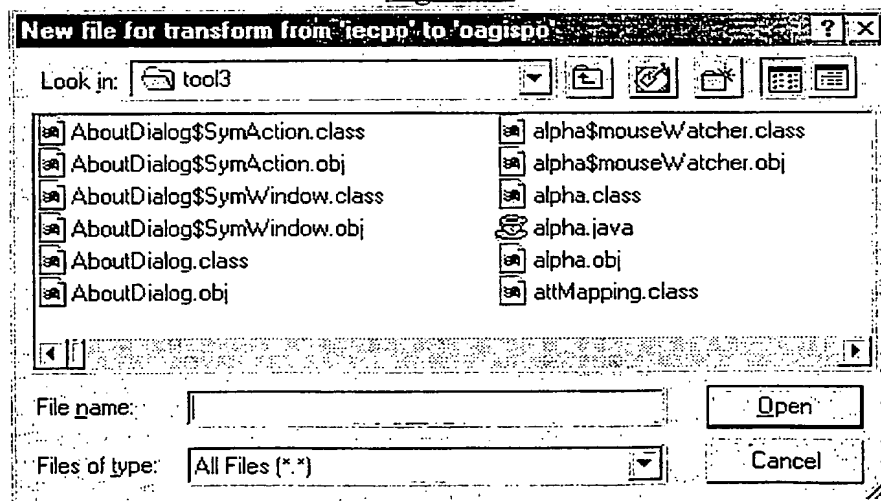 New file for transform from 'iecpo' to 'oagispo'
Look in: tool3
AboutDialog$SymAction.class
AboutDialog$SymAction.obj
AboutDialog$SymWindow.class
AboutDialog$SymWindow.obj
AboutDialog.class
AboutDialog.obj
alpha$mouseWatcher.class
alpha$mouseWatcher.obj
alpha.class
alpha.java
alpha.obj
attMapping.class
File name:
Open
Files of type: All Files (*.*)
Cancel